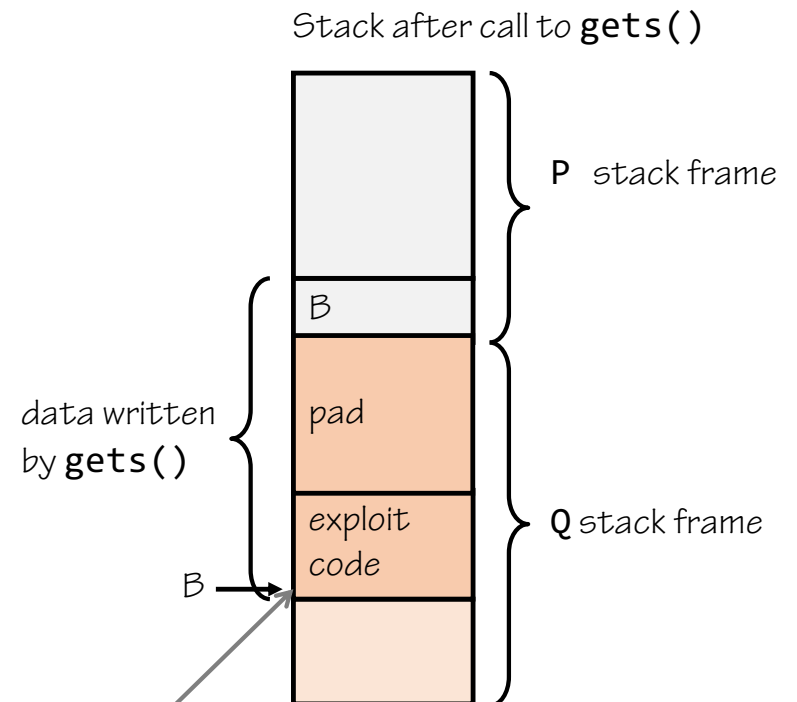 Stack after call to gets()
P stack frame
B
data written
by gets()
pad
exploit
code
Q stack frame
B